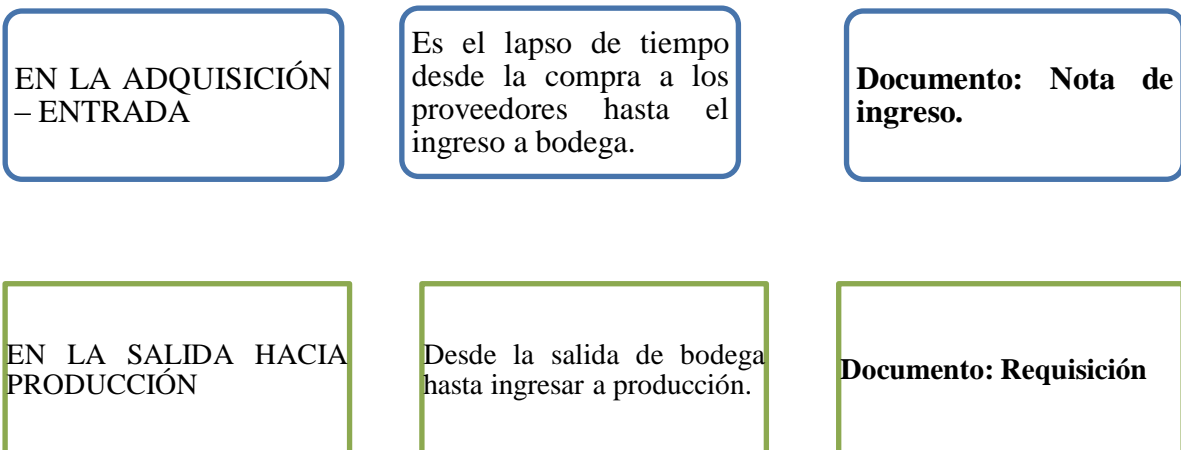 EN LA ADQUISICIÓN
– ENTRADA
Es el lapso de tiempo
desde la compra a los
proveedores hasta el
ingreso a bodega.
Documento: Nota de
ingreso.
EN LA SALIDA HACIA
PRODUCCIÓN
Desde la salida de bodega
hasta ingresar a producción.
Documento: Requisición